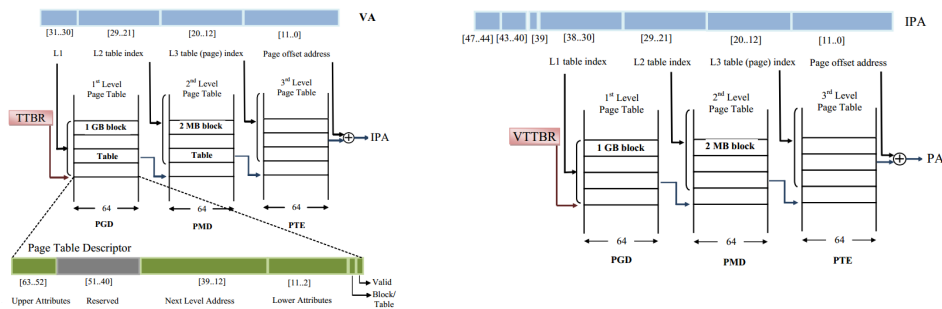 VA
[31..30] [29..21] [20..12] [11..0]
L1 L2 table index L3 table (page) index Page offset address
1st Level
Page Table
2nd Level
Page Table
3rd Level
Page Table
TTBR
1 GB block
2 MB block
Table
Table
IPA
64 64 64
PGD PMD PTE
Page Table Descriptor
[63..52] [51..40] [39..12] [11..2]
Upper Attributes Reserved Next Level Address Lower Attributes
Valid
Block/
Table
IPA
[47..44] [43..40] [39] [38..30] [29..21] [20..12] [11..0]
L1 table index L2 table index L3 table (page) index Page offset address
1st Level
Page Table
2nd Level
Page Table
3rd Level
Page Table
VTTBR
1 GB block
2 MB block
PA
64 64 64
PGD PMD PTE